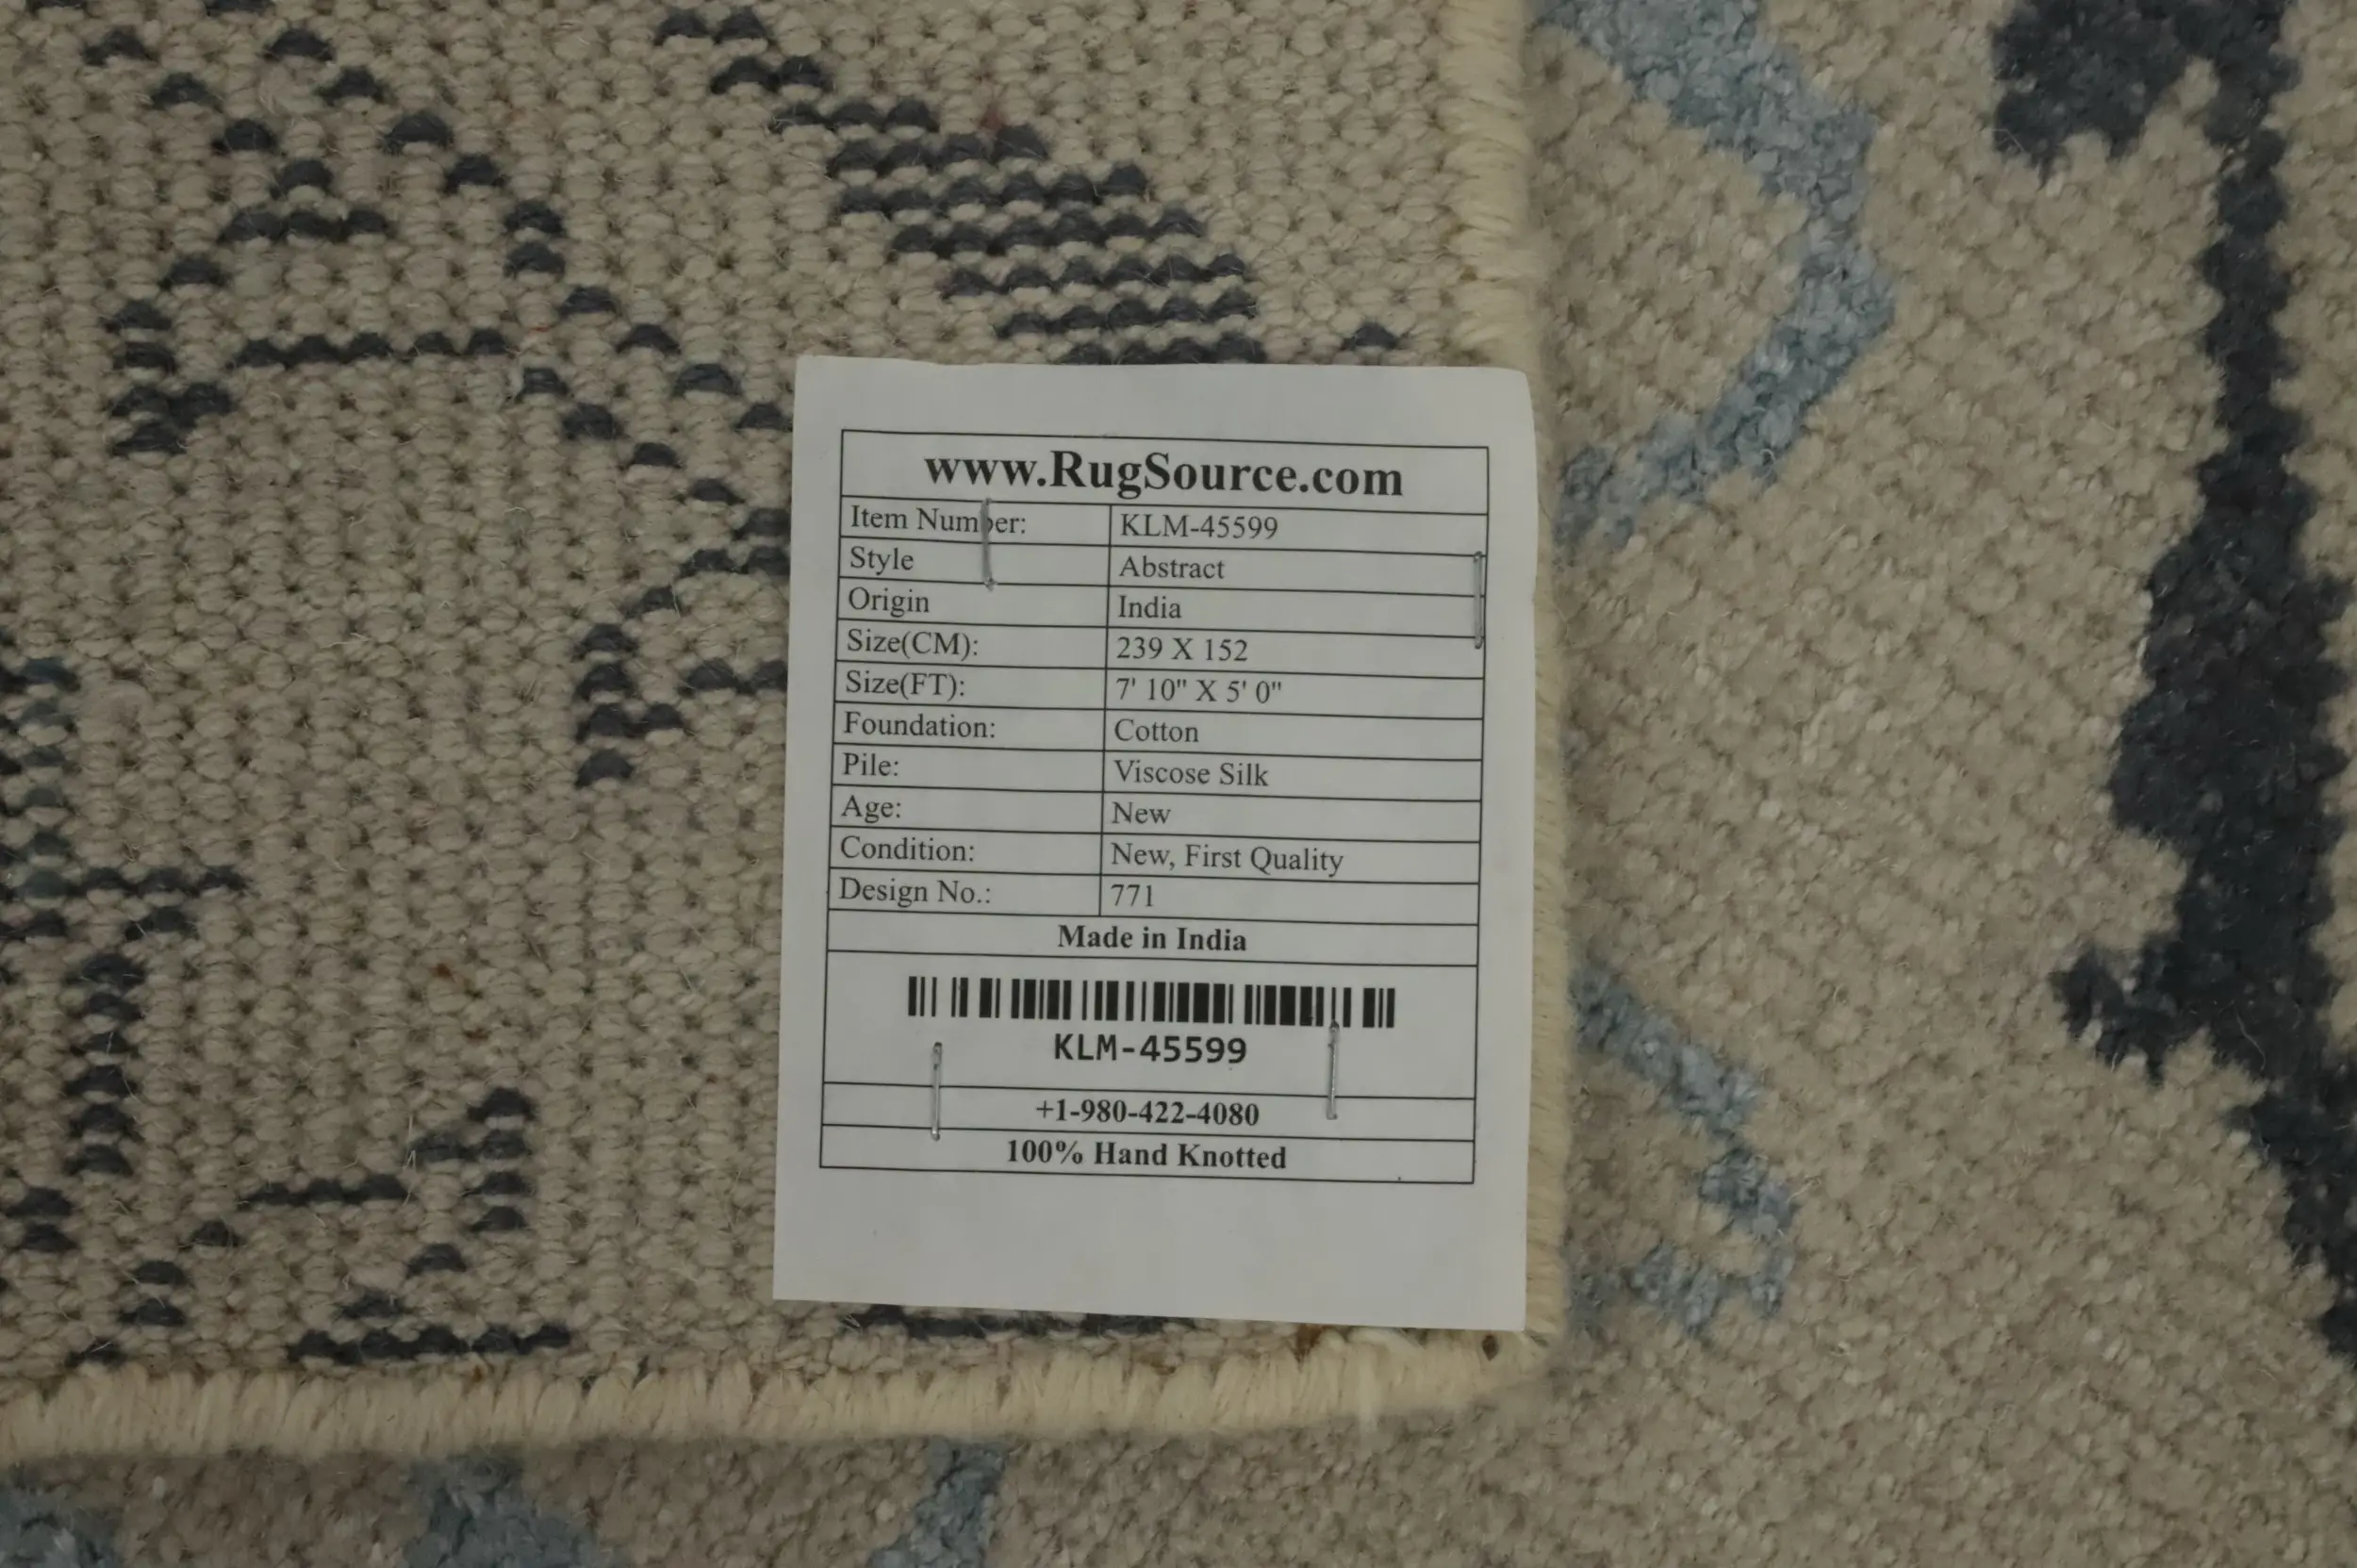 www.RugSource.com
Item Number: KLM-45599
Style Abstract
Origin India
Size(CM): 239 X 152
Size(FT): 7' 10" X 5' 0"
Foundation: Cotton
Pile: Viscose Silk
Age: New
Condition: New, First Quality
Design No.: 771
Made in India
KLM-45599
+1-980-422-4080
100% Hand Knotted